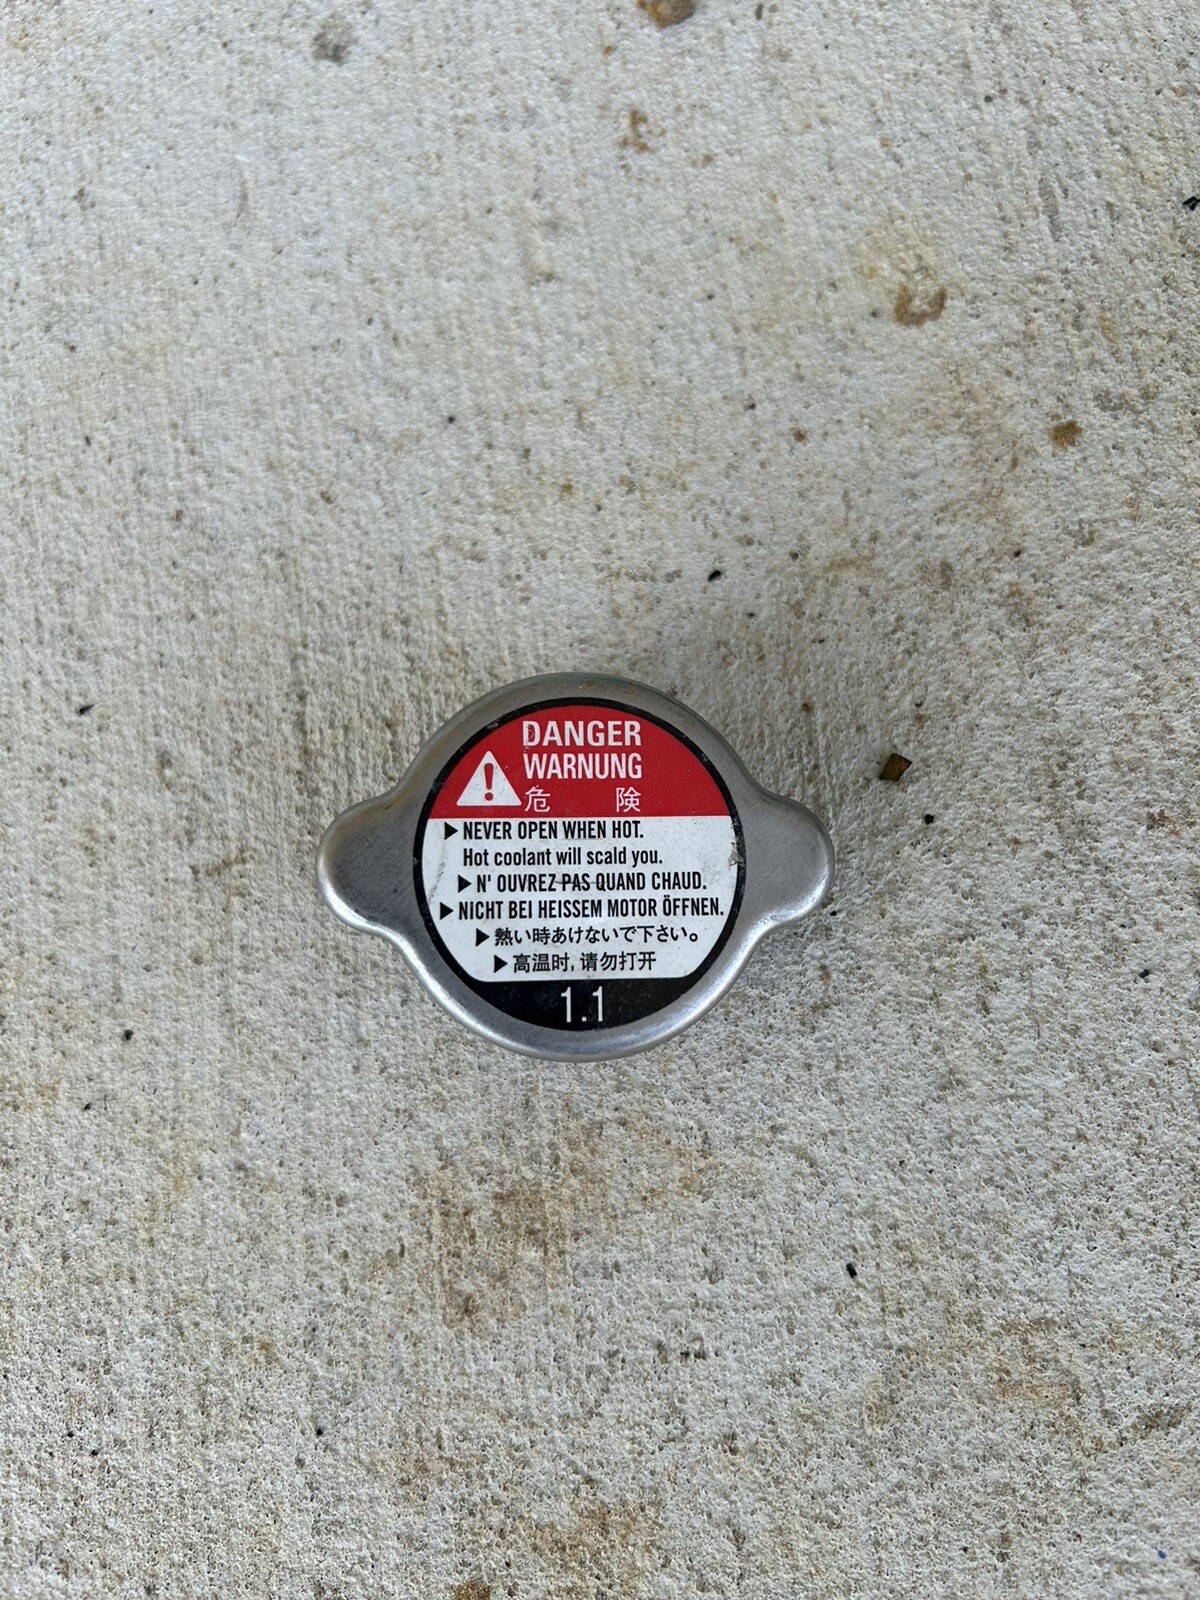 DANGER
WARNUNG
危 険
▶ NEVER OPEN WHEN HOT.
Hot coolant will scald you.
▶ N' OUVREZ PAS QUAND CHAUD.
▶ NICHT BEI HEISSEM MOTOR ÖFFNEN.
▶ 熱い時あけないで下さい。
▶ 高温时, 请勿打开
1.1